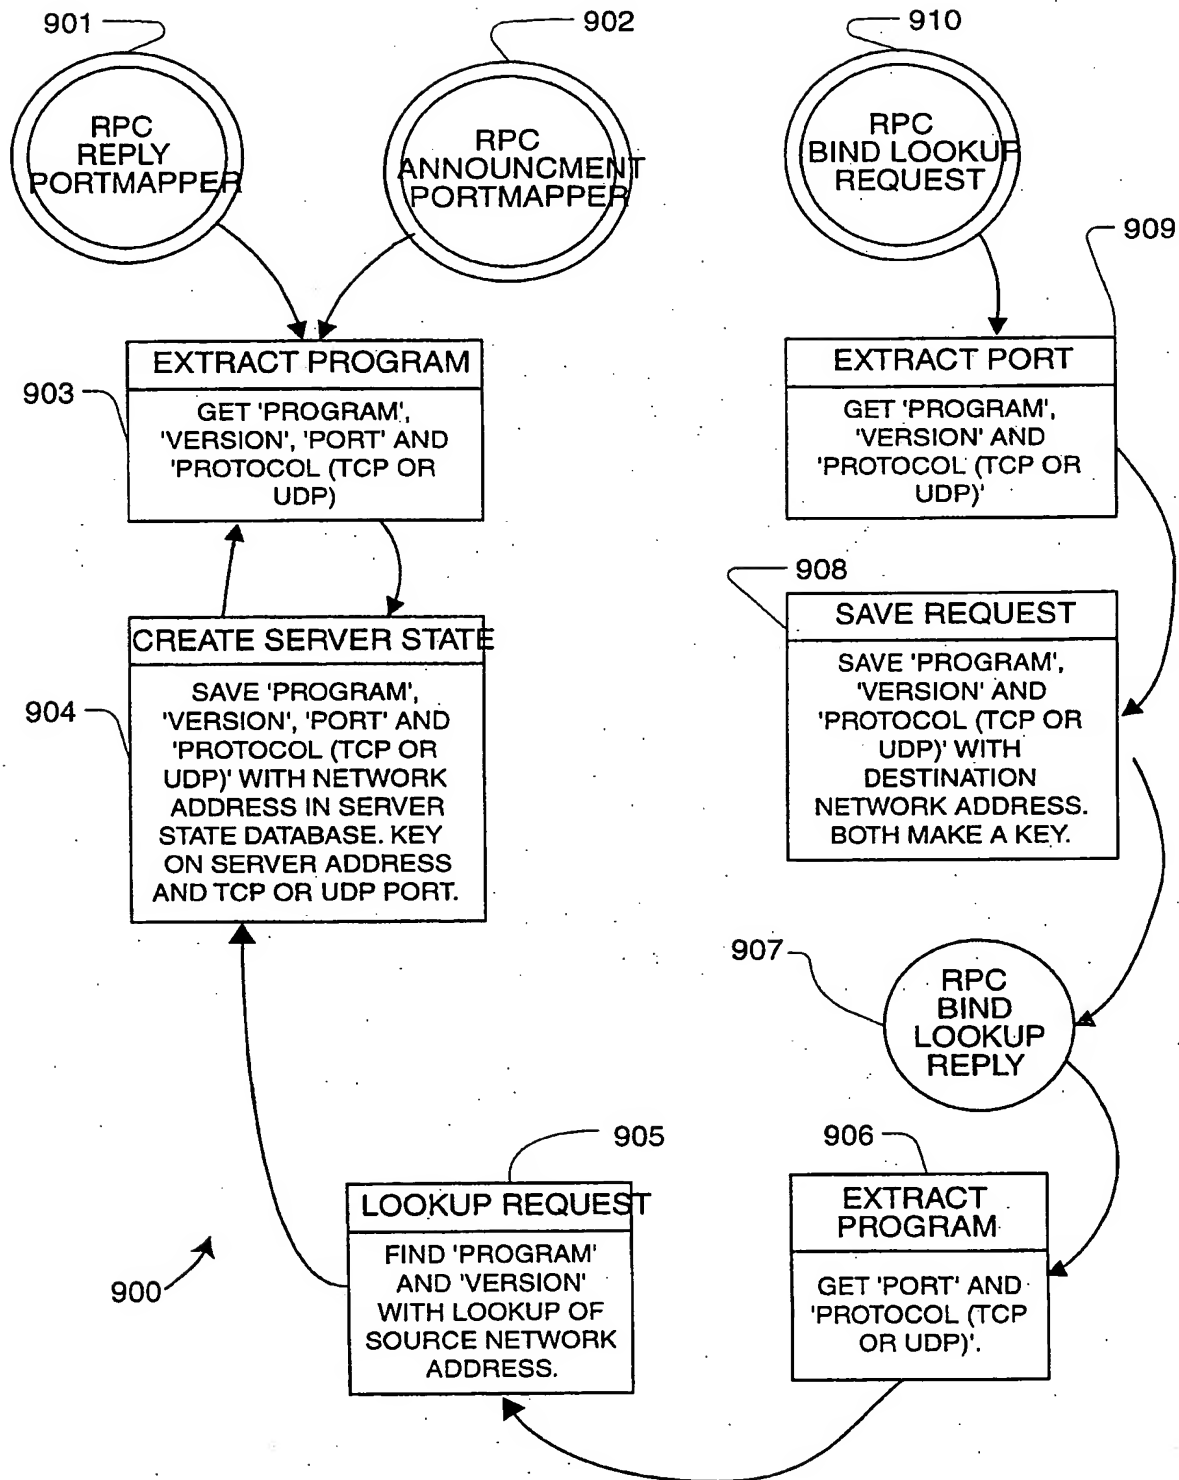 901
902
910
RPC
REPLY
PORTMAPPER
RPC
ANNOUNCMENT
PORTMAPPER
RPC
BIND LOOKUP
REQUEST
909
EXTRACT PROGRAM
903
GET 'PROGRAM',
'VERSION', 'PORT' AND
'PROTOCOL (TCP OR
UDP)
EXTRACT PORT
GET 'PROGRAM',
'VERSION' AND
'PROTOCOL (TCP OR
UDP)'
908
CREATE SERVER STATE
904
SAVE 'PROGRAM',
'VERSION', 'PORT' AND
'PROTOCOL (TCP OR
UDP)' WITH NETWORK
ADDRESS IN SERVER
STATE DATABASE. KEY
ON SERVER ADDRESS
AND TCP OR UDP PORT.
SAVE REQUEST
SAVE 'PROGRAM',
'VERSION' AND
'PROTOCOL (TCP OR
UDP)' WITH
DESTINATION
NETWORK ADDRESS.
BOTH MAKE A KEY.
907
RPC
BIND
LOOKUP
REPLY
905
906
LOOKUP REQUEST
FIND 'PROGRAM'
AND 'VERSION'
WITH LOOKUP OF
SOURCE NETWORK
ADDRESS.
EXTRACT
PROGRAM
GET 'PORT' AND
'PROTOCOL (TCP
OR UDP)'.
900